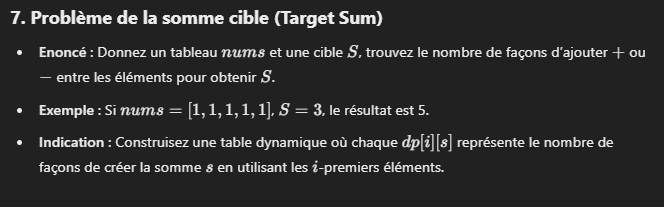 7. Problème de la somme cible (Target Sum)
• Enoncé : Donnez un tableau nums et une cible S, trouvez le nombre de façons d'ajouter + ou
− entre les éléments pour obtenir S.
• Exemple : Si nums = [1, 1, 1, 1, 1], S = 3, le résultat est 5.
• Indication : Construisez une table dynamique où chaque dp[i][s] représente le nombre de
façons de créer la somme s en utilisant les i-premiers éléments.